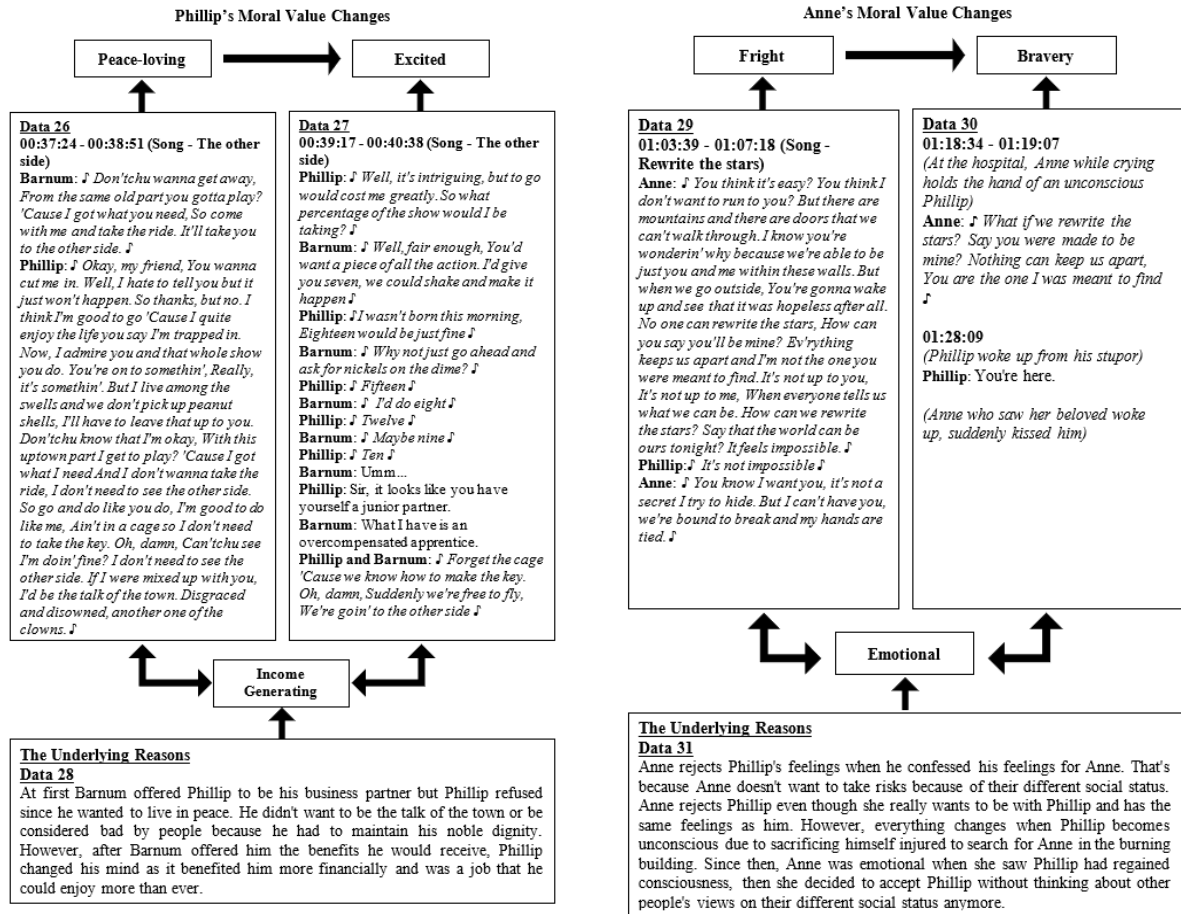 Phillip's Moral Value Changes
Peace-loving
Excited
Data 26
00:37:24 - 00:38:51 (Song - The other
side)
Barnum: ♪ Don'tchu wanna get away,
From the same old part you gotta play?
'Cause I got what you need, So come
with me and take the ride. It'll take you
to the other side. ♪
Phillip: ♪ Okay, my friend, You wanna
cut me in. Well, I hate to tell you but it
just won't happen. So thanks, but no. I
think I'm good to go 'Cause I quite
enjoy the life you say I'm trapped in.
Now, I admire you and that whole show
you do. You're on to somethin', Really,
it's somethin'. But I live among the
swells and we don't pick up peanut
shells, I'll have to leave that up to you.
Don'tchu know that I'm okay, With this
uptown part I get to play? 'Cause I got
what I need And I don't wanna take the
ride, I don't need to see the other side.
So go and do like you do, I'm good to do
like me, Ain't in a cage so I don't need
to take the key. Oh, damn, Can'tchu see
I'm doin' fine? I don't need to see the
other side. If I were mixed up with you,
I'd be the talk of the town. Disgraced
and disowned, another one of the
clowns. ♪
Data 27
00:39:17 - 00:40:38 (Song - The other
side)
Phillip: ♪ Well, it's intriguing, but to go
would cost me greatly. So what
percentage of the show would I be
taking? ♪
Barnum: ♪ Well, fair enough, You'd
want a piece of all the action. I'd give
you seven, we could shake and make it
happen ♪
Phillip: ♪I wasn't born this morning,
Eighteen would be just fine ♪
Barnum: ♪ Why not just go ahead and
ask for nickels on the dime? ♪
Phillip: ♪ Fifteen ♪
Barnum: ♪ I'd do eight ♪
Phillip: ♪ Twelve ♪
Barnum: ♪ Maybe nine ♪
Phillip: ♪ Ten ♪
Barnum: Umm...
Phillip: Sir, it looks like you have
yourself a junior partner.
Barnum: What I have is an
overcompensated apprentice.
Phillip and Barnum: ♪ Forget the cage
'Cause we know how to make the key.
Oh, damn, Suddenly we're free to fly,
We're goin' to the other side ♪
Income
Generating
The Underlying Reasons
Data 28
At first Barnum offered Phillip to be his business partner but Phillip refused
since he wanted to live in peace. He didn't want to be the talk of the town or be
considered bad by people because he had to maintain his noble dignity.
However, after Barnum offered him the benefits he would receive, Phillip
changed his mind as it benefited him more financially and was a job that he
could enjoy more than ever.
Anne's Moral Value Changes
Fright
Bravery
Data 29
01:03:39 - 01:07:18 (Song -
Rewrite the stars)
Anne: ♪ You think it's easy? You think I
don't want to run to you? But there are
mountains and there are doors that we
can't walk through. I know you're
wonderin' why because we're able to be
just you and me within these walls. But
when we go outside, You're gonna wake
up and see that it was hopeless after all.
No one can rewrite the stars, How can
you say you'll be mine? Ev'rything
keeps us apart and I'm not the one you
were meant to find. It's not up to you,
It's not up to me, When everyone tells us
what we can be. How can we rewrite
the stars? Say that the world can be
ours tonight? It feels impossible. ♪
Phillip:♪ It's not impossible ♪
Anne: ♪ You know I want you, it's not a
secret I try to hide. But I can't have you,
we're bound to break and my hands are
tied. ♪
Data 30
01:18:34 - 01:19:07
(At the hospital, Anne while crying
holds the hand of an unconscious
Phillip)
Anne: ♪ What if we rewrite the
stars? Say you were made to be
mine? Nothing can keep us apart,
You are the one I was meant to find
♪
01:28:09
(Phillip woke up from his stupor)
Phillip: You're here.
(Anne who saw her beloved woke
up, suddenly kissed him)
Emotional
The Underlying Reasons
Data 31
Anne rejects Phillip's feelings when he confessed his feelings for Anne. That's
because Anne doesn't want to take risks because of their different social status.
Anne rejects Phillip even though she really wants to be with Phillip and has the
same feelings as him. However, everything changes when Phillip becomes
unconscious due to sacrificing himself injured to search for Anne in the burning
building. Since then, Anne was emotional when she saw Phillip had regained
consciousness, then she decided to accept Phillip without thinking about other
people's views on their different social status anymore.